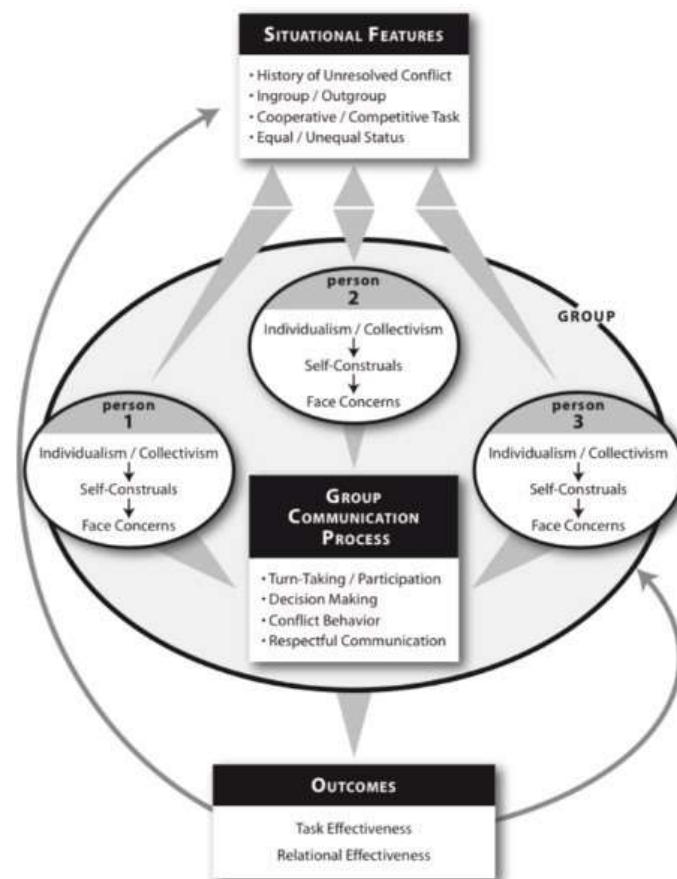 SITUATIONAL FEATURES
• History of Unresolved Conflict
• Ingroup / Outgroup
• Cooperative / Competitive Task
• Equal / Unequal Status
person
2
Individualism / Collectivism
Self-Construals
Face Concerns
GROUP
person
1
Individualism / Collectivism
Self-Construals
Face Concerns
person
3
Individualism / Collectivism
Self-Construals
Face Concerns
GROUP
COMMUNICATION
PROCESS
• Turn-Taking / Participation
• Decision Making
• Conflict Behavior
• Respectful Communication
OUTCOMES
Task Effectiveness
Relational Effectiveness